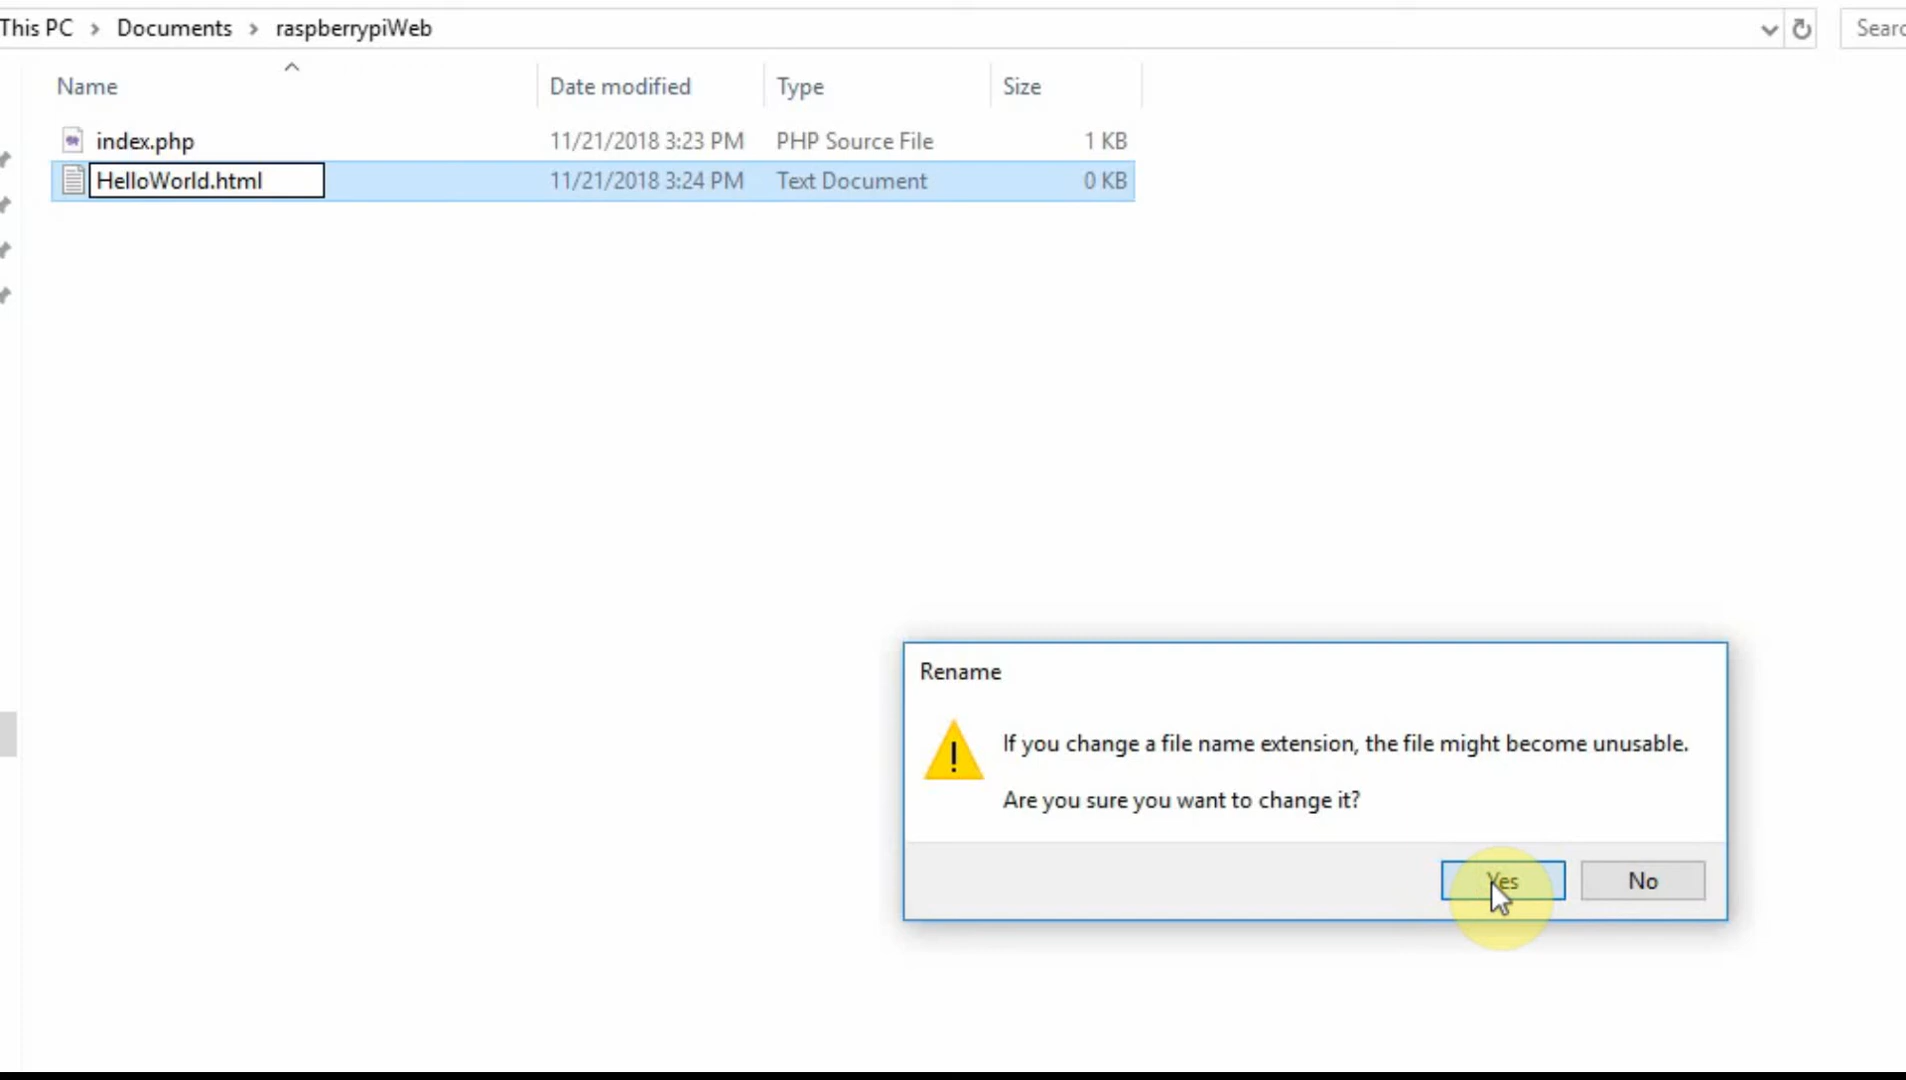 This PC > Documents > raspberrypiWeb
Name Date modified Type Size
index.php 11/21/2018 3:23 PM PHP Source File 1 KB
HelloWorld.html 11/21/2018 3:24 PM Text Document 0 KB
Rename
If you change a file name extension, the file might become unusable.
Are you sure you want to change it?
Yes No